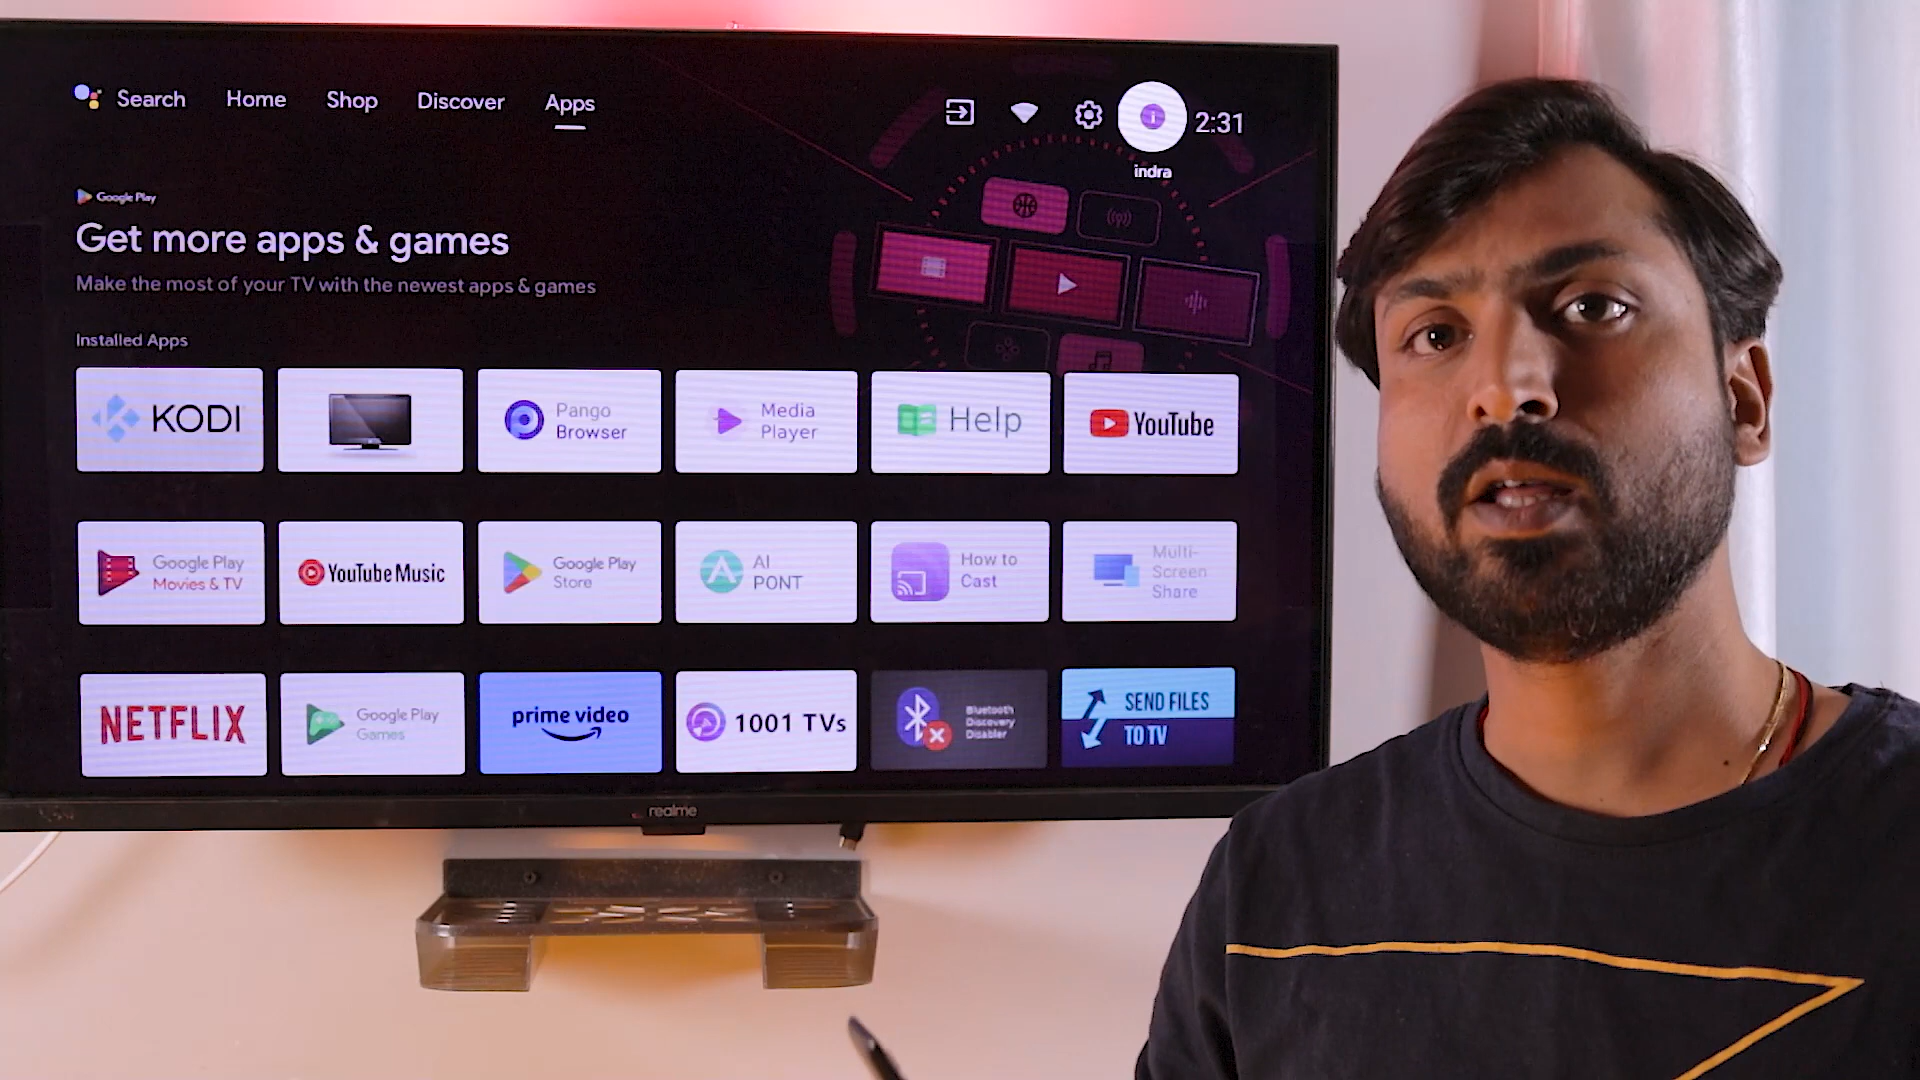 Search Home Shop Discover Apps
2:31
indra
Google Play
Get more apps & games
Make the most of your TV with the newest apps & games
Installed Apps
KODI
Pango
Browser
Media
Player
Help
YouTube
Google Play
Movies & TV
YouTube Music
Google Play
Store
AI
PONT
How to
Cast
Multi-
Screen
Share
NETFLIX
Google Play
Games
prime video
1001 TVs
Bluetooth
Discovery
Disabler
SEND FILES
TO TV
realme